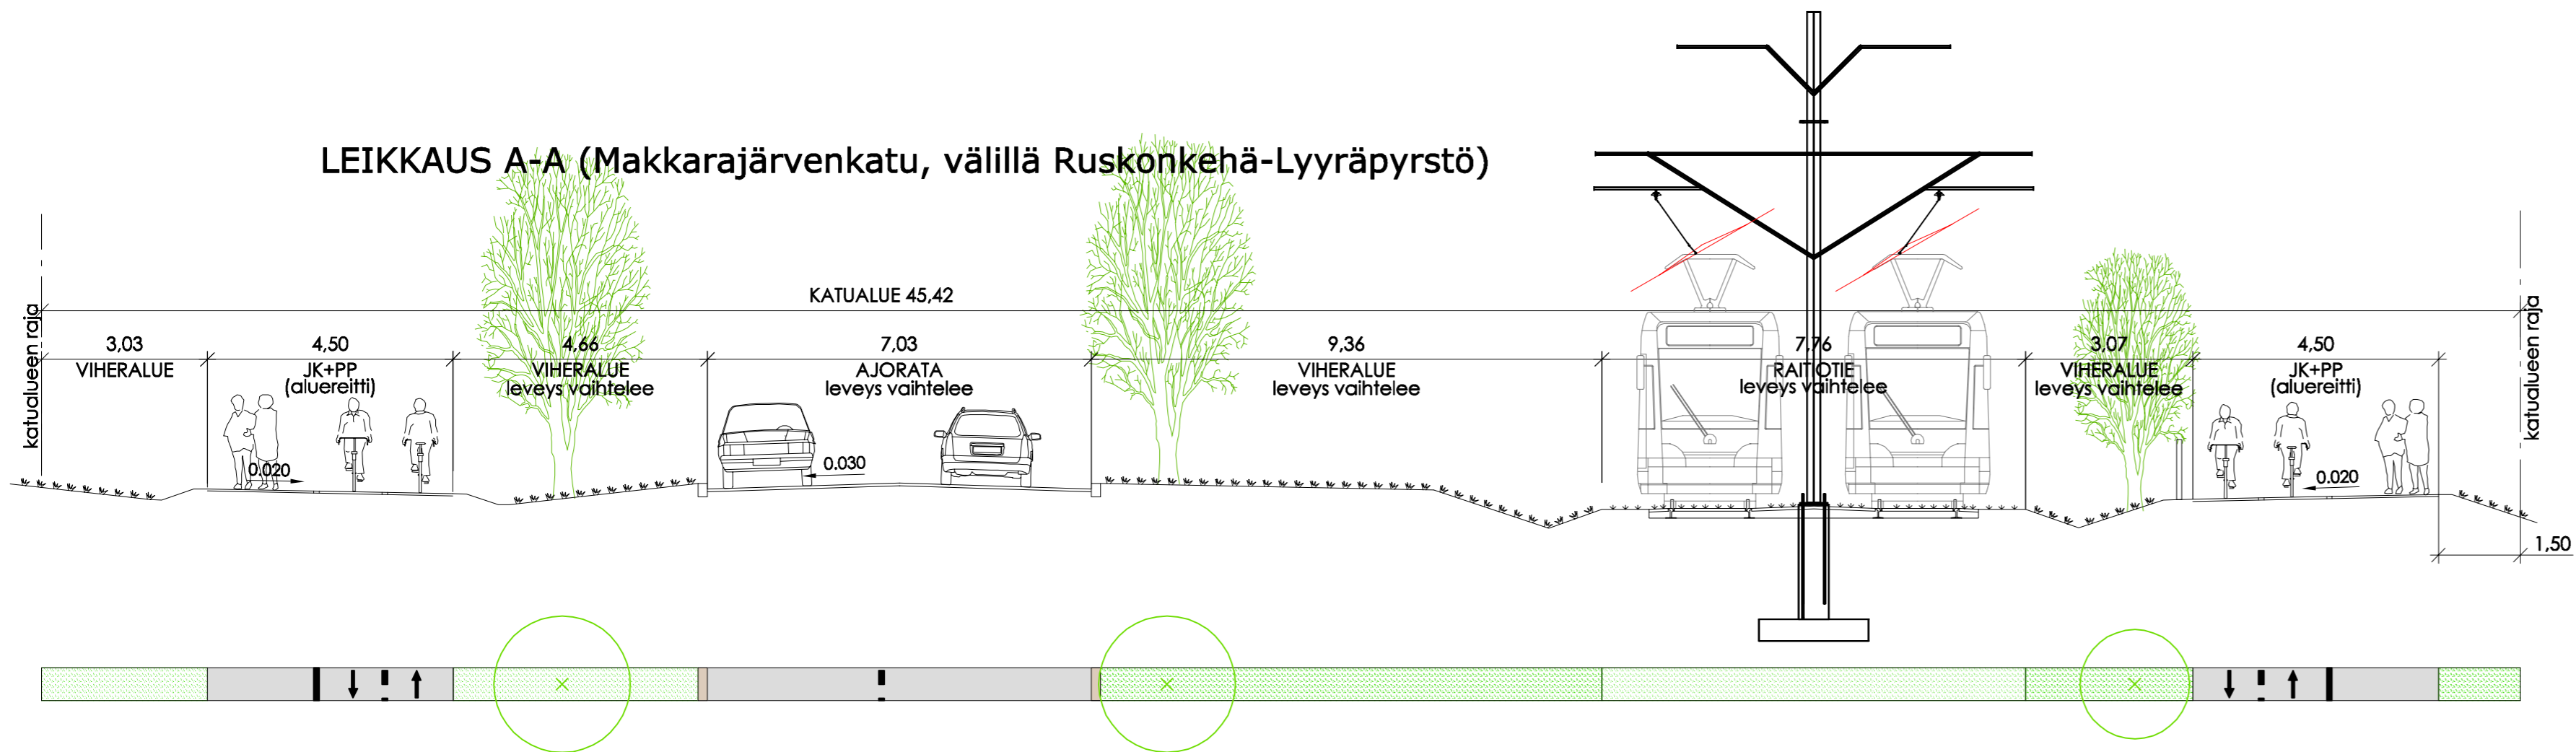 LEIKKAUS A-A (Makkarajärvenkatu, välillä Ruskonkehä-Lyyräpyrstö)
KATUALUE 45,42
katualueen raja
3,03
VIHERALUE
4,50
JK+PP
(aluereitti)
0.020
4,66
VIHERALUE
leveys vaihtelee
7,03
AJORATA
leveys vaihtelee
0.030
9,36
VIHERALUE
leveys vaihtelee
7,76
RAITIOTIE
leveys vaihtelee
3,07
VIHERALUE
leveys vaihtelee
4,50
JK+PP
(aluereitti)
0.020
katualueen raja
1,50